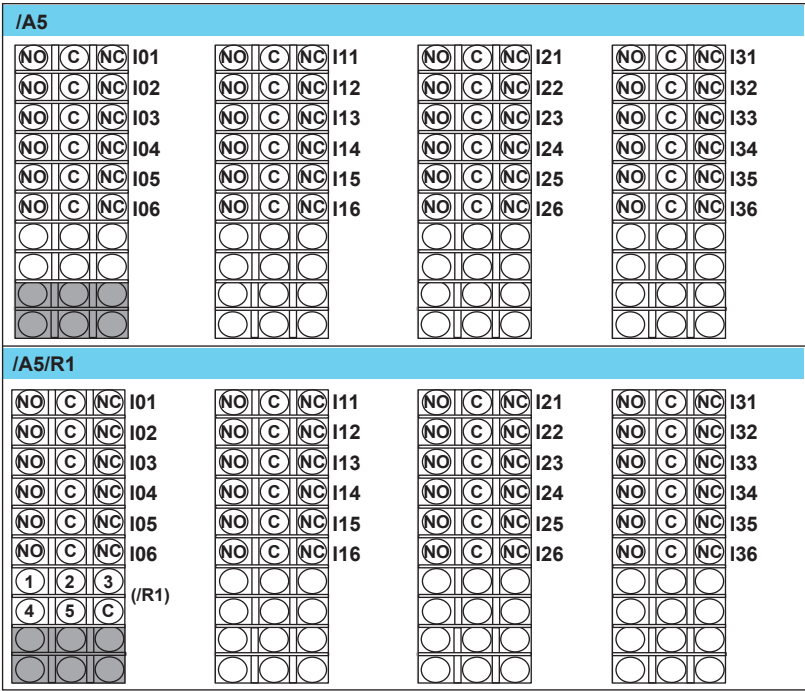 /A5
NO C NC I01 NO C NC I11 NO C NC I21 NO C NC I31
NO C NC I02 NO C NC I12 NO C NC I22 NO C NC I32
NO C NC I03 NO C NC I13 NO C NC I23 NO C NC I33
NO C NC I04 NO C NC I14 NO C NC I24 NO C NC I34
NO C NC I05 NO C NC I15 NO C NC I25 NO C NC I35
NO C NC I06 NO C NC I16 NO C NC I26 NO C NC I36
/A5/R1
NO C NC I01 NO C NC I11 NO C NC I21 NO C NC I31
NO C NC I02 NO C NC I12 NO C NC I22 NO C NC I32
NO C NC I03 NO C NC I13 NO C NC I23 NO C NC I33
NO C NC I04 NO C NC I14 NO C NC I24 NO C NC I34
NO C NC I05 NO C NC I15 NO C NC I25 NO C NC I35
NO C NC I06 NO C NC I16 NO C NC I26 NO C NC I36
1 2 3
(/R1)
4 5 C